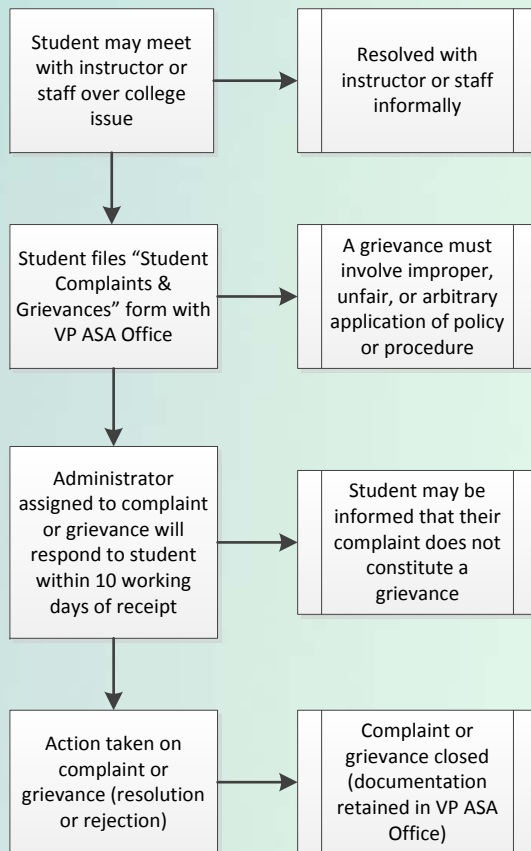 Student may meet
with instructor or
staff over college
issue
Resolved with
instructor or staff
informally
Student files “Student
Complaints &
Grievances” form with
VP ASA Office
A grievance must
involve improper,
unfair, or arbitrary
application of policy
or procedure
Administrator
assigned to complaint
or grievance will
respond to student
within 10 working
days of receipt
Student may be
informed that their
complaint does not
constitute a
grievance
Action taken on
complaint or
grievance (resolution
or rejection)
Complaint or
grievance closed
(documentation
retained in VP ASA
Office)